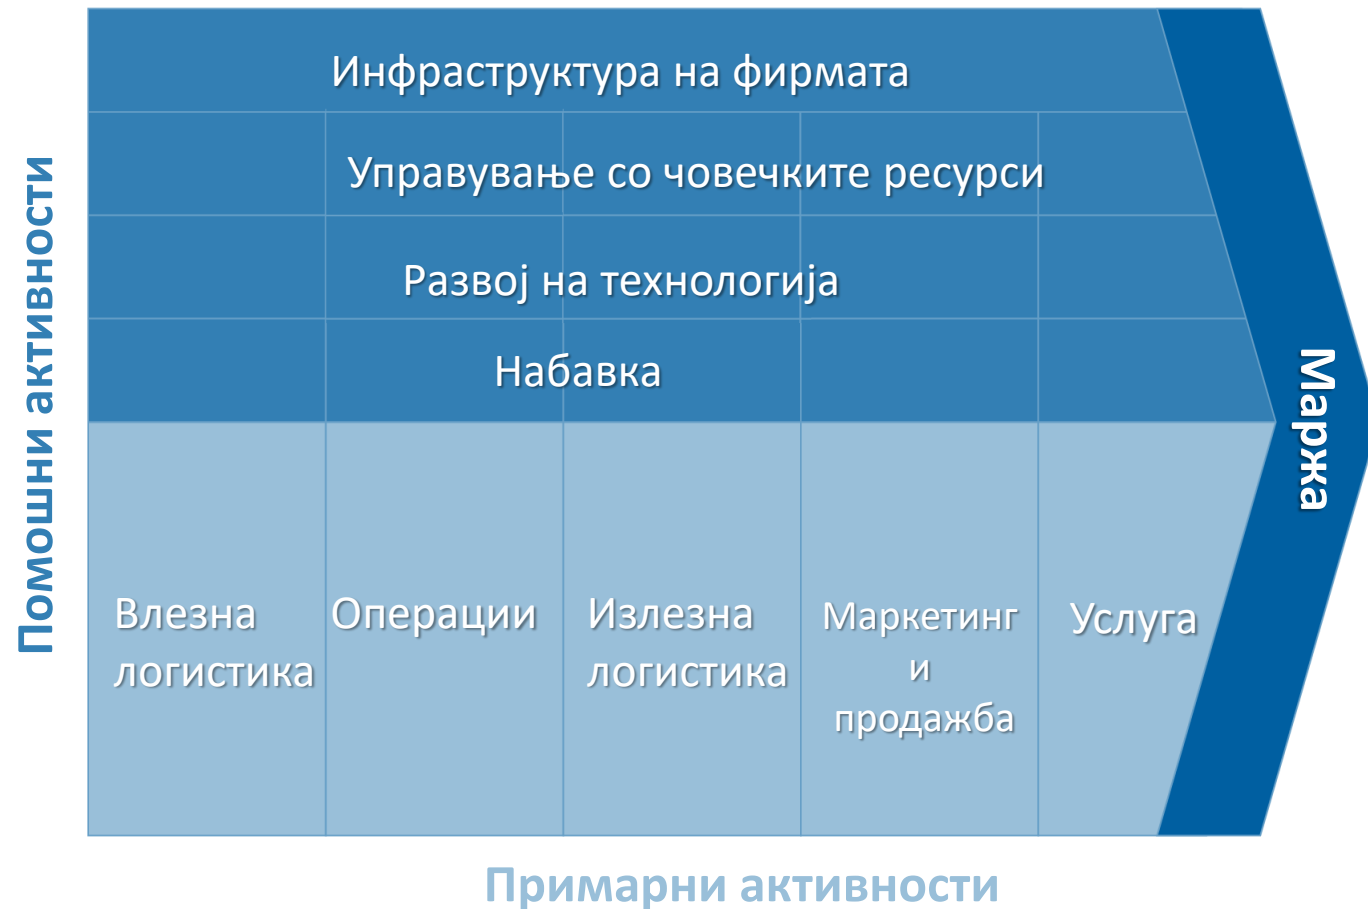 Помошни активности
Инфраструктура на фирмата
Управување со човечките ресурси
Развој на технологија
Набавка
Влезна
логистика
Операции
Излезна
логистика
Маркетинг
и
продажба
Услуга
Маржа
Примарни активности